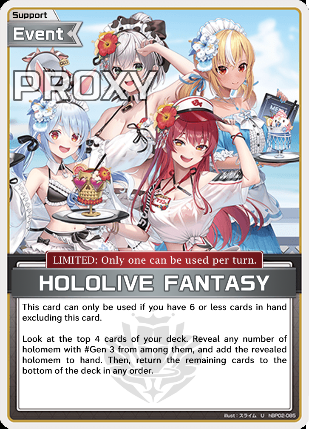 Support
Event
PROXY
LIMITED: Only one can be used per turn.
HOLOLIVE FANTASY
This card can only be used if you have 6 or less cards in hand
excluding this card.
Look at the top 4 cards of your deck. Reveal any number of
holomem with #Gen 3 from among them, and add the revealed
holomem to hand. Then, return the remaining cards to the
bottom of the deck in any order.
Illust : スライム U hBP02-085